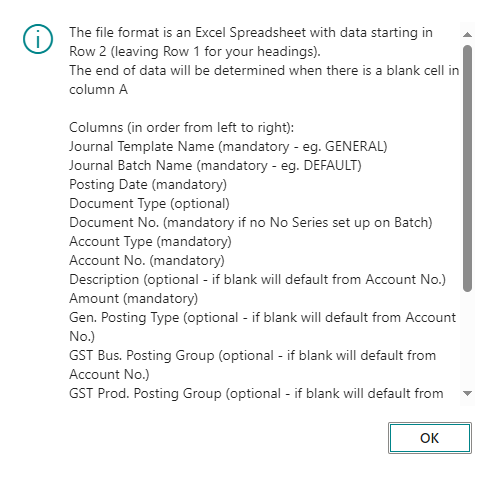 The file format is an Excel Spreadsheet with data starting in
Row 2 (leaving Row 1 for your headings).
The end of data will be determined when there is a blank cell in
column A
Columns (in order from left to right):
Journal Template Name (mandatory - eg. GENERAL)
Journal Batch Name (mandatory - eg. DEFAULT)
Posting Date (mandatory)
Document Type (optional)
Document No. (mandatory if no No Series set up on Batch)
Account Type (mandatory)
Account No. (mandatory)
Description (optional - if blank will default from Account No.)
Amount (mandatory)
Gen. Posting Type (optional - if blank will default from Account
No.)
GST Bus. Posting Group (optional - if blank will default from
Account No.)
GST Prod. Posting Group (optional - if blank will default from
OK